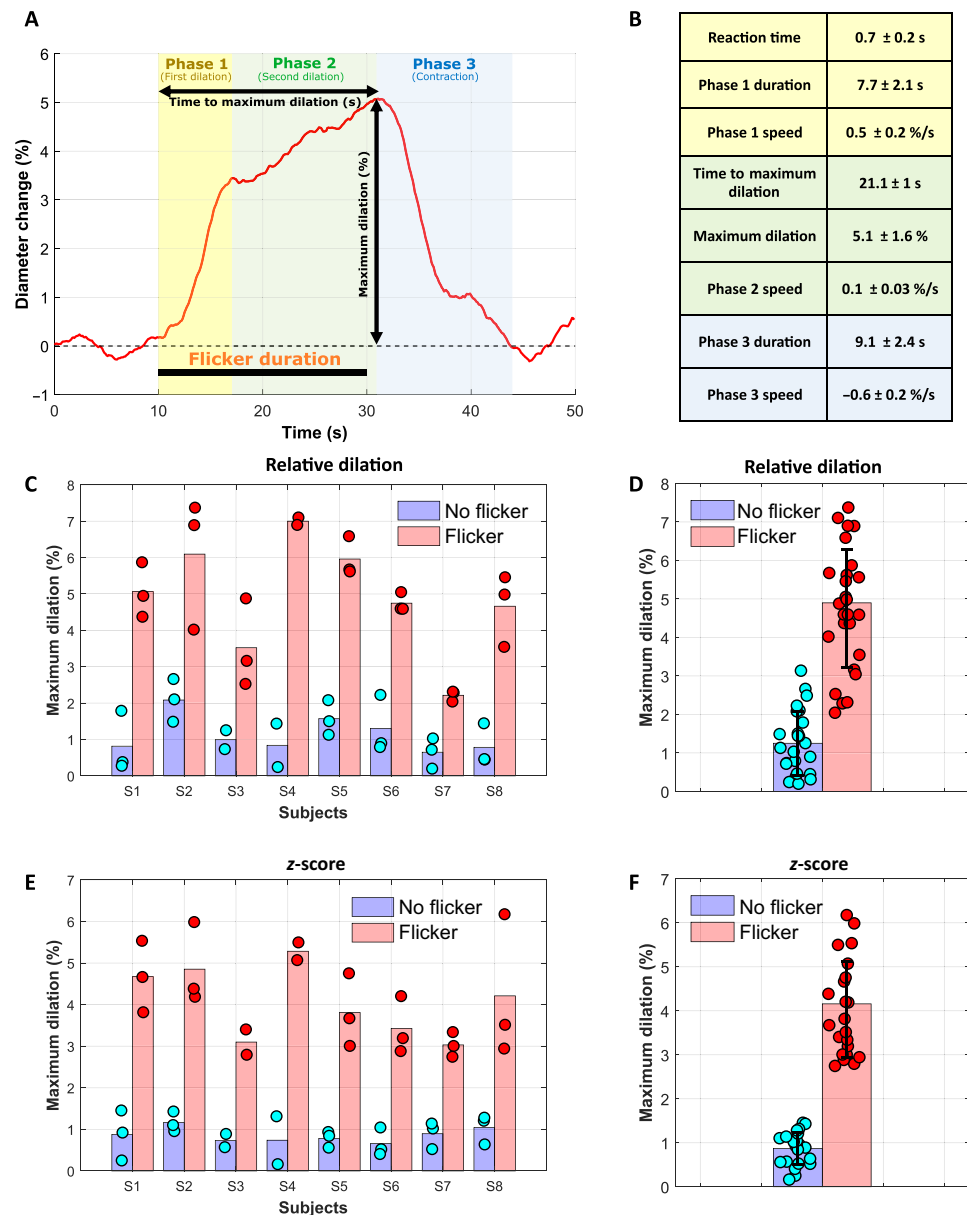 A
Phase 1
(First dilation)
Phase 2
(Second dilation)
Phase 3
(Contraction)
Time to maximum dilation (s)
Maximum dilation (%)
Flicker duration
Diameter change (%)
6
5
4
3
2
1
0
−1
0 10 20 30 40 50
Time (s)
B
Reaction time 0.7 ± 0.2 s
Phase 1 duration 7.7 ± 2.1 s
Phase 1 speed 0.5 ± 0.2 %/s
Time to maximum
dilation 21.1 ± 1 s
Maximum dilation 5.1 ± 1.6 %
Phase 2 speed 0.1 ± 0.03 %/s
Phase 3 duration 9.1 ± 2.4 s
Phase 3 speed −0.6 ± 0.2 %/s
C
Relative dilation
No flicker
Flicker
Maximum dilation (%)
8
7
6
5
4
3
2
1
0
S1 S2 S3 S4 S5 S6 S7 S8
Subjects
D
Relative dilation
No flicker
Flicker
Maximum dilation (%)
8
7
6
5
4
3
2
1
0
E
z-score
No flicker
Flicker
Maximum dilation (%)
7
6
5
4
3
2
1
0
S1 S2 S3 S4 S5 S6 S7 S8
Subjects
F
z-score
No flicker
Flicker
Maximum dilation (%)
7
6
5
4
3
2
1
0